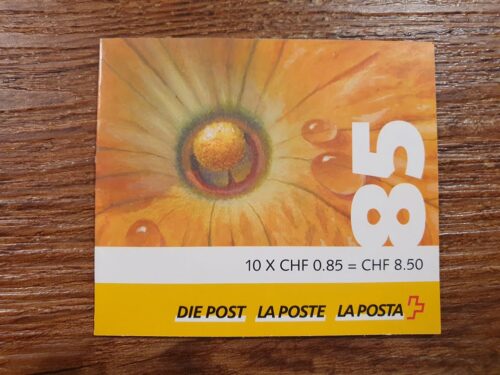 85
10 X CHF 0.85 = CHF 8.50
DIE POST LA POSTE LA POSTA